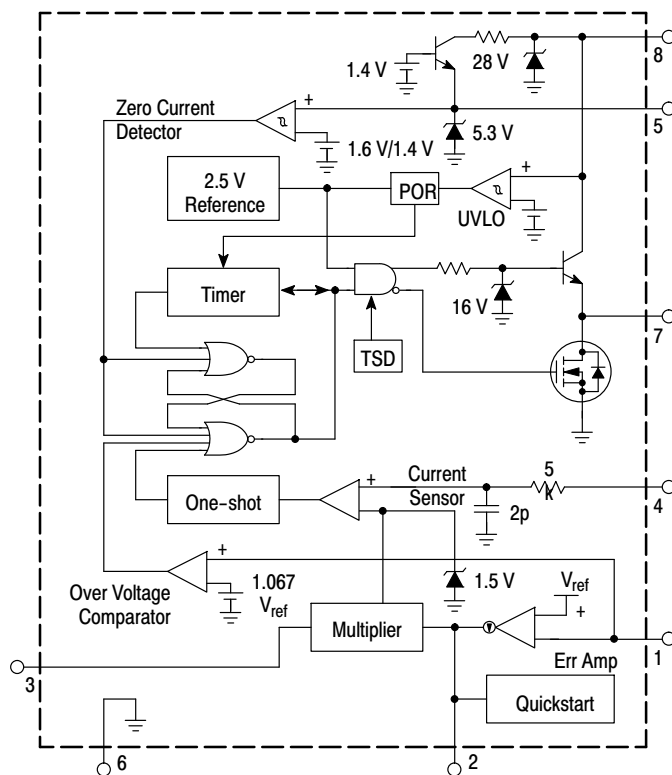 8
1.4 V
28 V
Zero Current
Detector
+
5
5.3 V
1.6 V/1.4 V
2.5 V
Reference
POR
+
UVLO
Timer
16 V
7
TSD
One-shot
+
Current
Sensor
5
k
4
2p
Over Voltage
Comparator
+
1.067
Vref
1.5 V
Vref
+
Multiplier
Err Amp
1
3
Quickstart
6
2